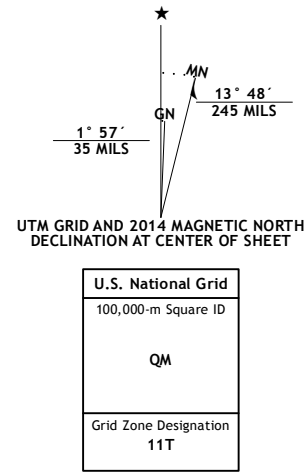 ★
MN
GN
13° 48´
245 MILS
1° 57´
35 MILS
UTM GRID AND 2014 MAGNETIC NORTH
DECLINATION AT CENTER OF SHEET
U.S. National Grid
100,000-m Square ID
QM
Grid Zone Designation
11T